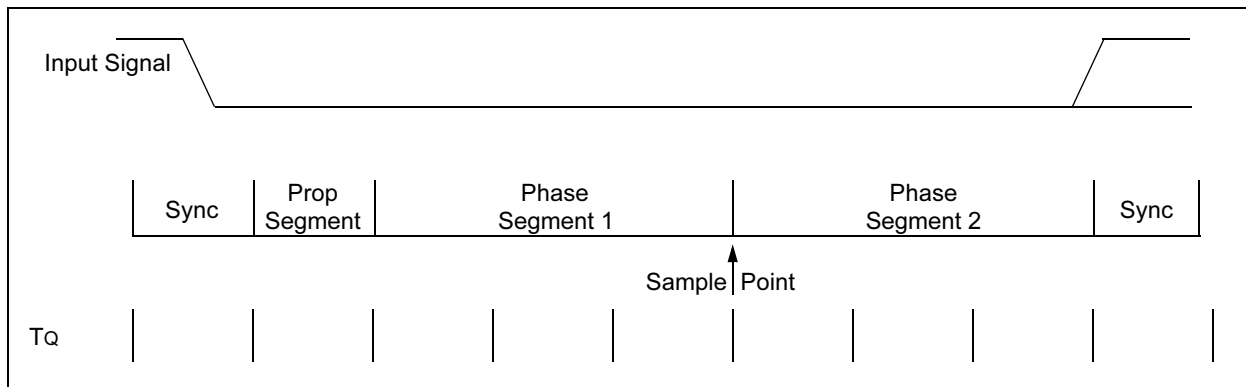 Input Signal
Sync
Prop
Segment
Phase
Segment 1
Phase
Segment 2
Sync
Sample Point
TQ